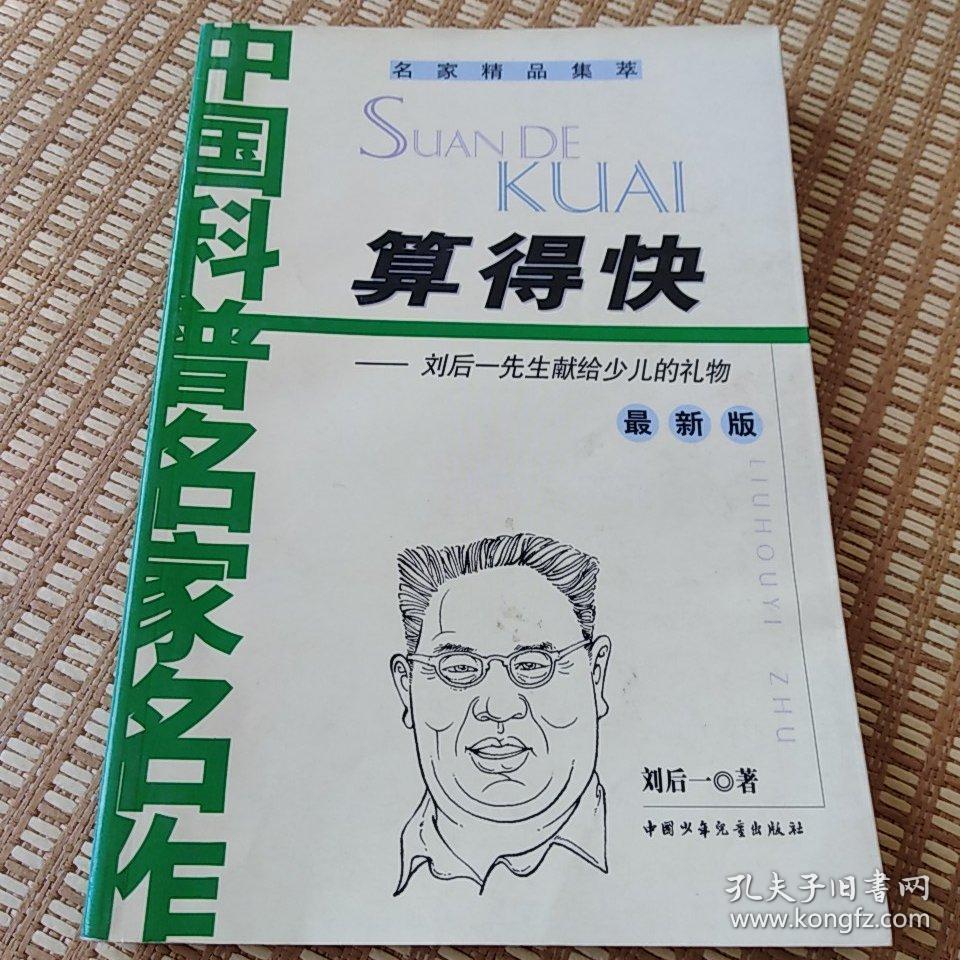 中国科普名家名作
名家精品集萃
SUAN DE
KUAI
算得快
——刘后一先生献给少儿的礼物
最新版
LIUHOUYI ZHU
刘后一◎著
中国少年儿童出版社
孔夫子旧书网
www.kongfz.com